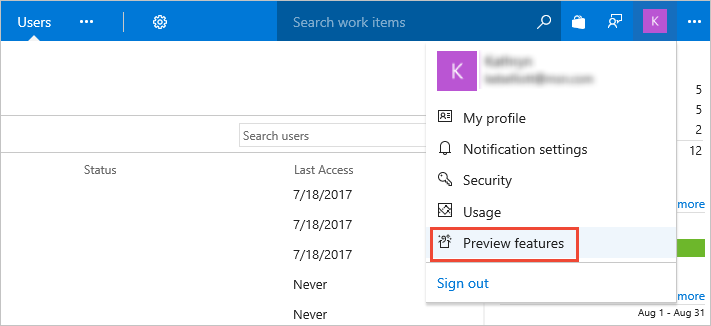 Users ... Search work items K ...
K
5
My profile
5
Search users
2
Notification settings
12
Status Last Access
Security
7/18/2017
Usage more
7/18/2017
Preview features
7/18/2017
Sign out
Never more
Never Aug 1 - Aug 31